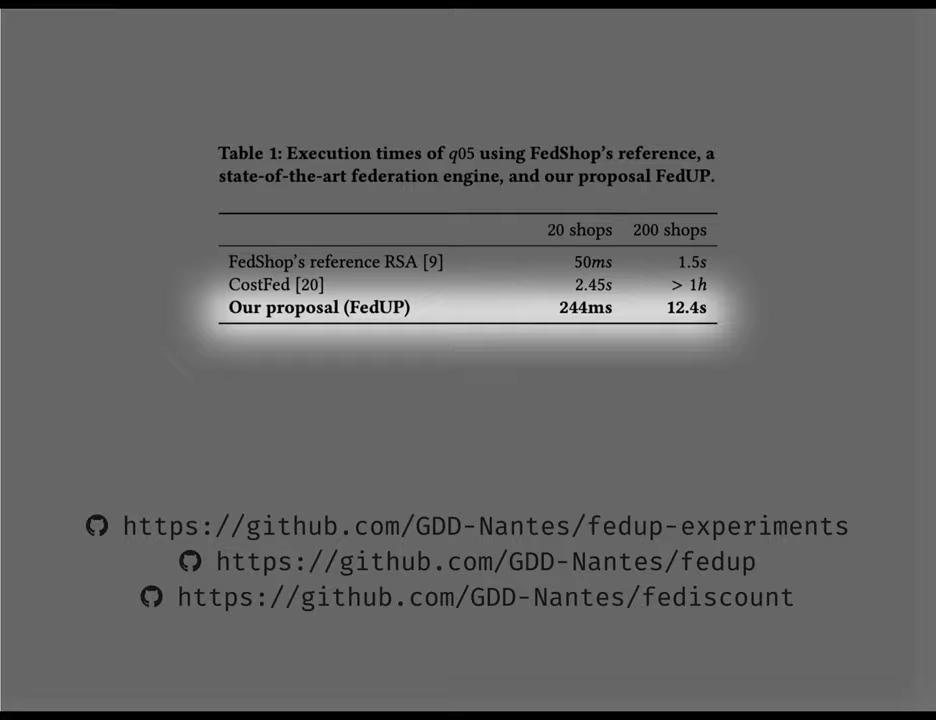 Table 1: Execution times of q05 using FedShop's reference, a
state-of-the-art federation engine, and our proposal FedUP.
20 shops 200 shops
FedShop's reference RSA [9] 50ms 1.5s
CostFed [20] 2.45s > 1h
Our proposal (FedUP) 244ms 12.4s
https://github.com/GDD-Nantes/fedup-experiments
https://github.com/GDD-Nantes/fedup
https://github.com/GDD-Nantes/fediscount